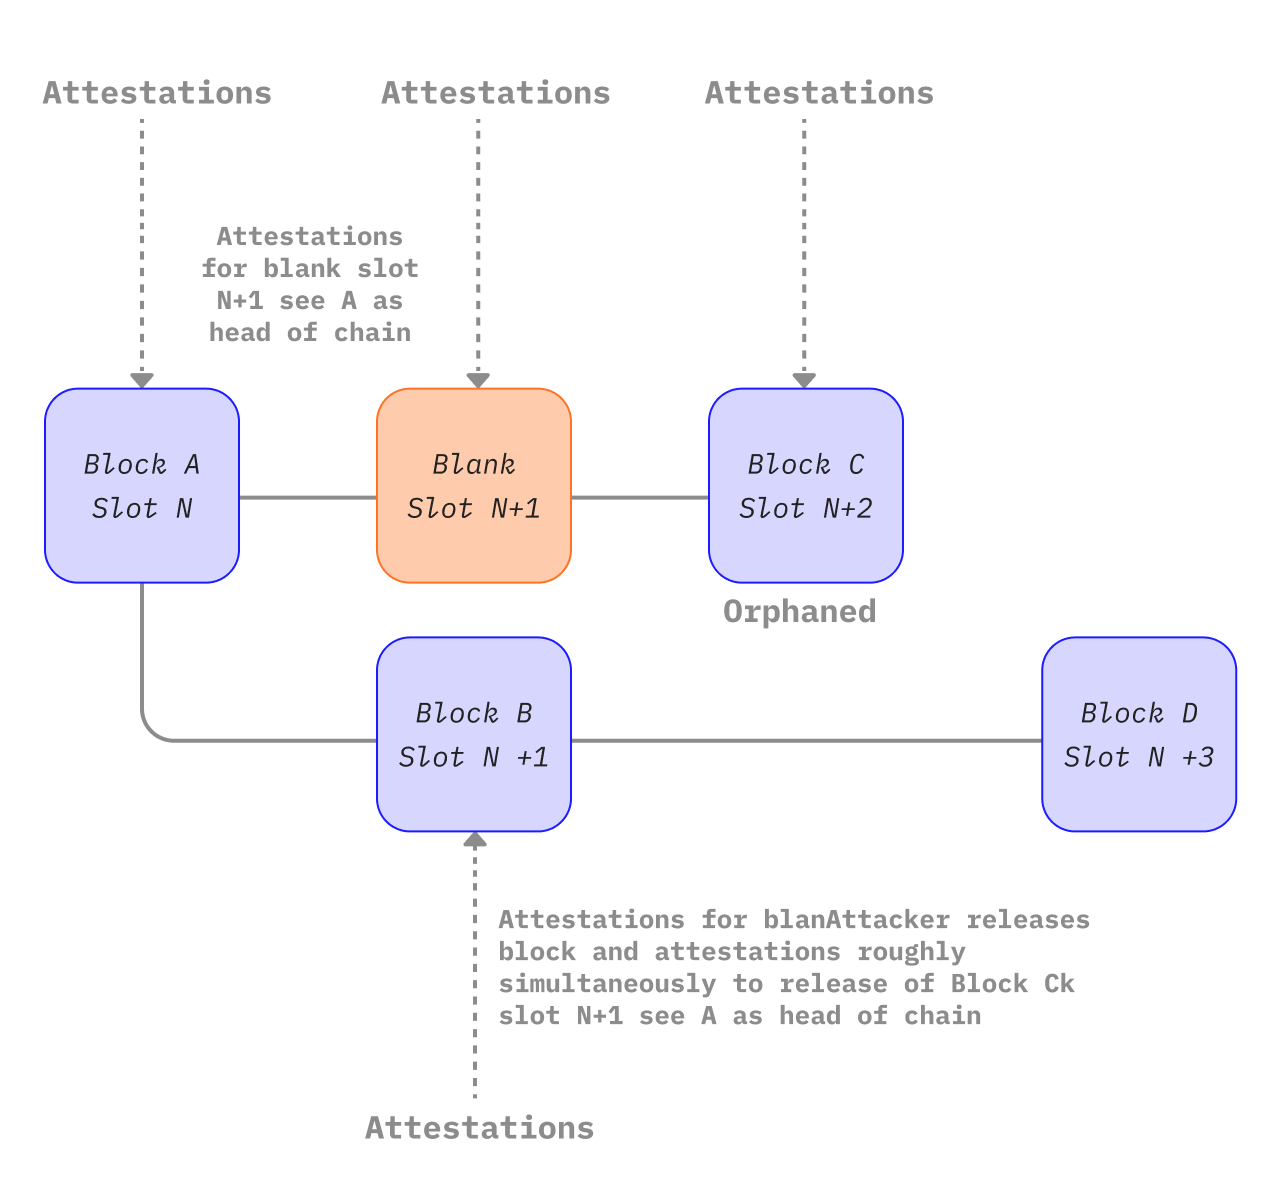 Attestations
Attestations
Attestations
Attestations
for blank slot
N+1 see A as
head of chain
Block A
Slot N
Blank
Slot N+1
Block C
Slot N+2
Orphaned
Block B
Slot N +1
Block D
Slot N +3
Attestations for blanAttacker releases
block and attestations roughly
simultaneously to release of Block Ck
slot N+1 see A as head of chain
Attestations